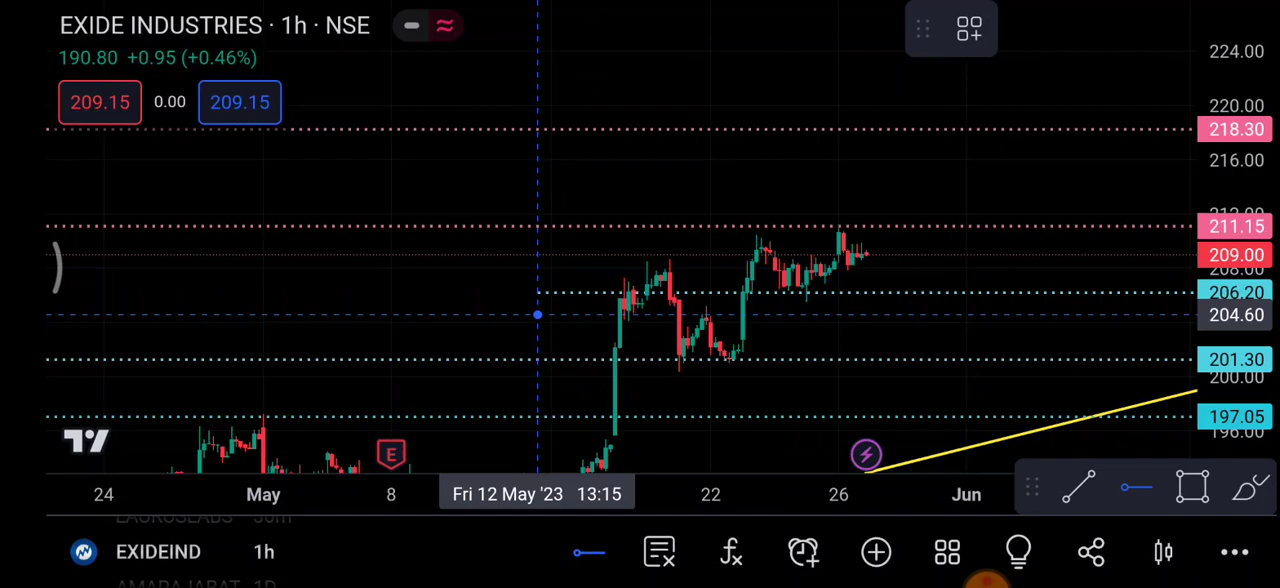 EXIDE INDUSTRIES · 1h · NSE
190.80 +0.95 (+0.46%)
209.15 0.00 209.15
224.00
220.00
218.30
216.00
212.00
211.15
209.00
208.00
206.20
204.60
201.30
200.00
197.05
196.00
E
24 May 8 Fri 12 May '23 13:15 22 26 Jun
LAURUSLABS 30m
EXIDEIND 1h
AMARAJABAT 1D